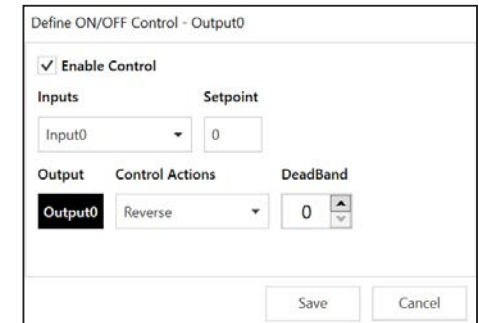 Define ON/OFF Control - Output0
Enable Control
Inputs Setpoint
Input0 0
Output Control Actions DeadBand
Output0 Reverse 0
Save Cancel